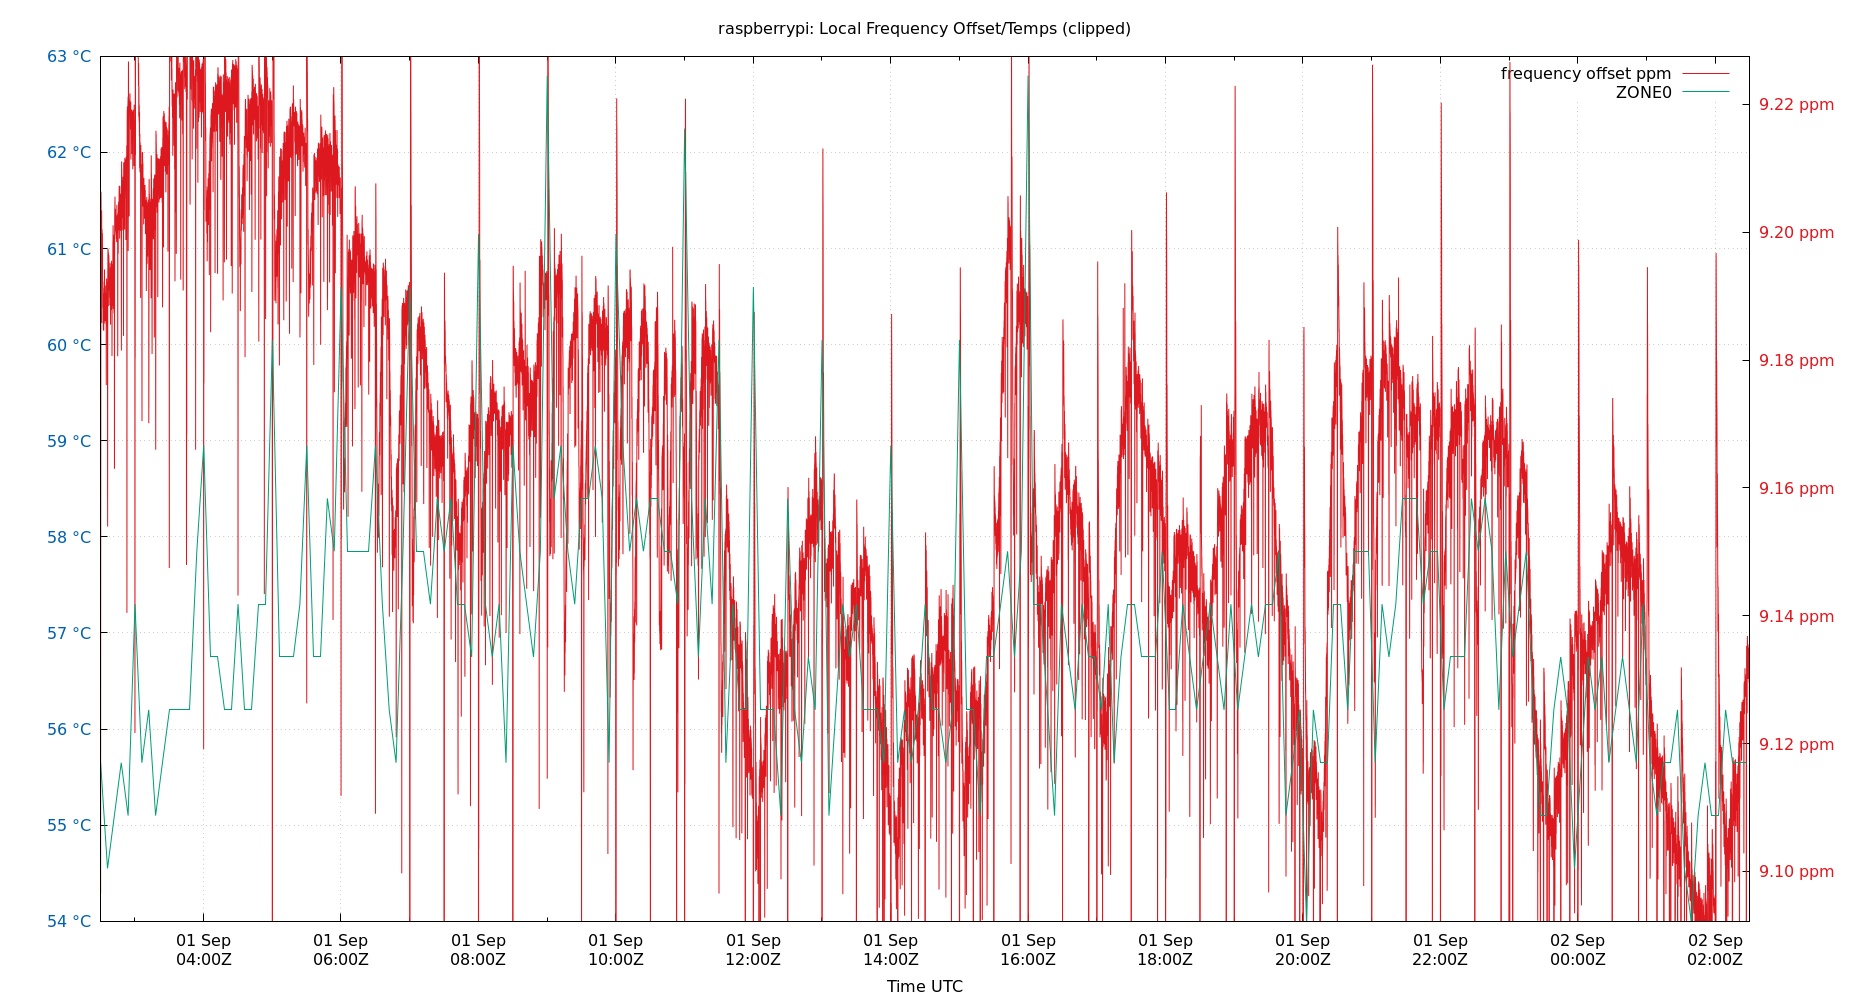 raspberrypi: Local Frequency Offset/Temps (clipped)
frequency offset ppm
ZONE0
63 °C
62 °C
61 °C
60 °C
59 °C
58 °C
57 °C
56 °C
55 °C
54 °C
9.22 ppm
9.20 ppm
9.18 ppm
9.16 ppm
9.14 ppm
9.12 ppm
9.10 ppm
01 Sep 01 Sep 01 Sep 01 Sep 01 Sep 01 Sep 01 Sep 01 Sep 01 Sep 01 Sep 02 Sep 02 Sep
04:00Z 06:00Z 08:00Z 10:00Z 12:00Z 14:00Z 16:00Z 18:00Z 20:00Z 22:00Z 00:00Z 02:00Z
Time UTC